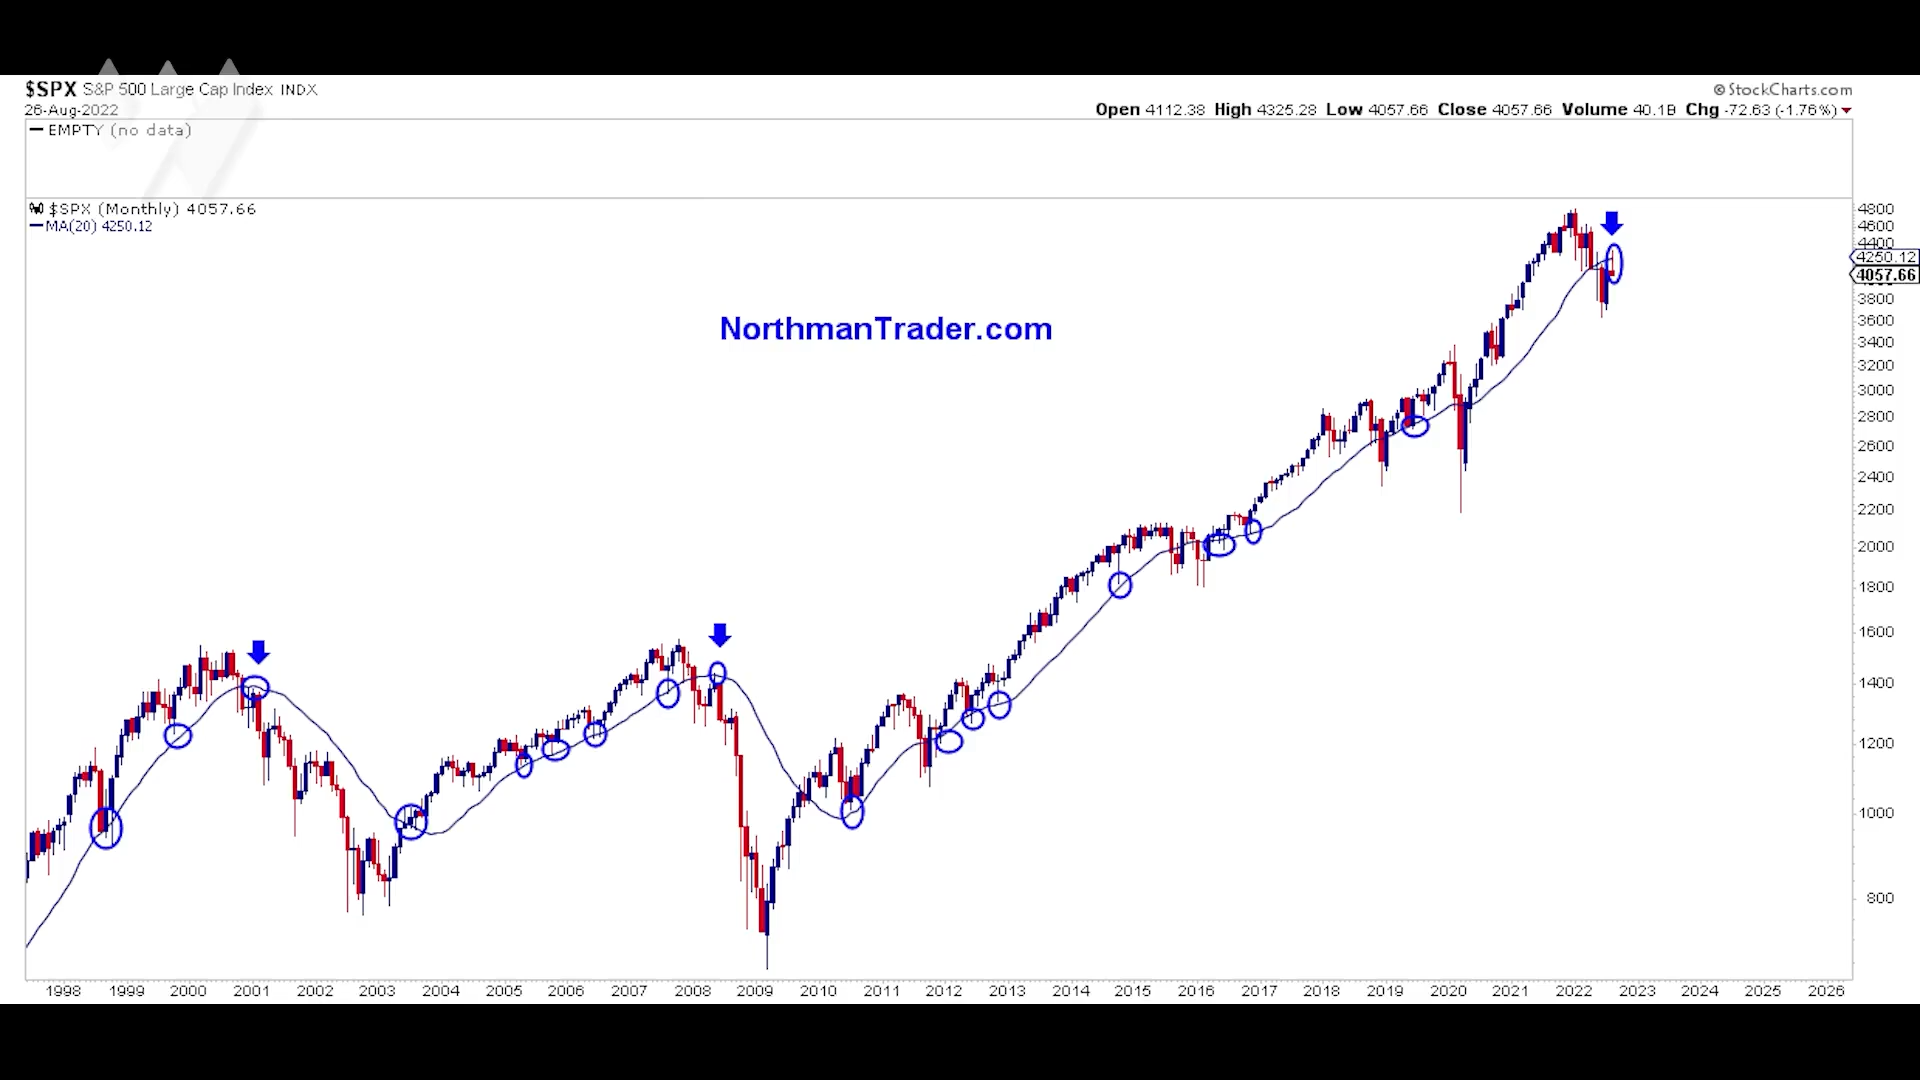 $SPX S&P 500 Large Cap Index INDX
© StockCharts.com
26-Aug-2022
Open 4112.38 High 4325.28 Low 4057.66 Close 4057.66 Volume 40.1B Chg -72.63 (-1.76%)
EMPTY (no data)
$SPX (Monthly) 4057.66
MA(20) 4250.12
NorthmanTrader.com
4800
4600
4400
4250.12
4057.66
3800
3600
3400
3200
3000
2800
2600
2400
2200
2000
1800
1600
1400
1200
1000
800
1998 1999 2000 2001 2002 2003 2004 2005 2006 2007 2008 2009 2010 2011 2012 2013 2014 2015 2016 2017 2018 2019 2020 2021 2022 2023 2024 2025 2026